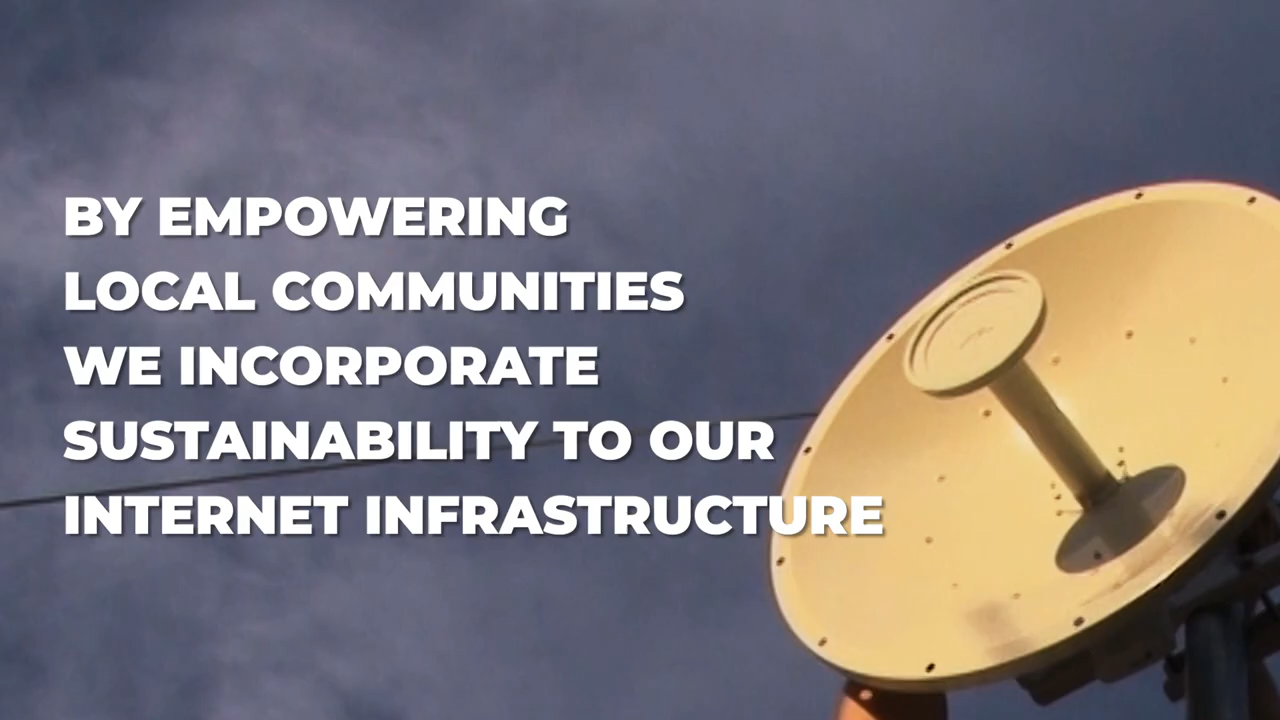 BY EMPOWERING
LOCAL COMMUNITIES
WE INCORPORATE
SUSTAINABILITY TO OUR
INTERNET INFRASTRUCTURE